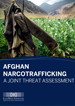 AFGHAN
NARCOTRAFFICKING
A JOINT THREAT ASSESSMENT